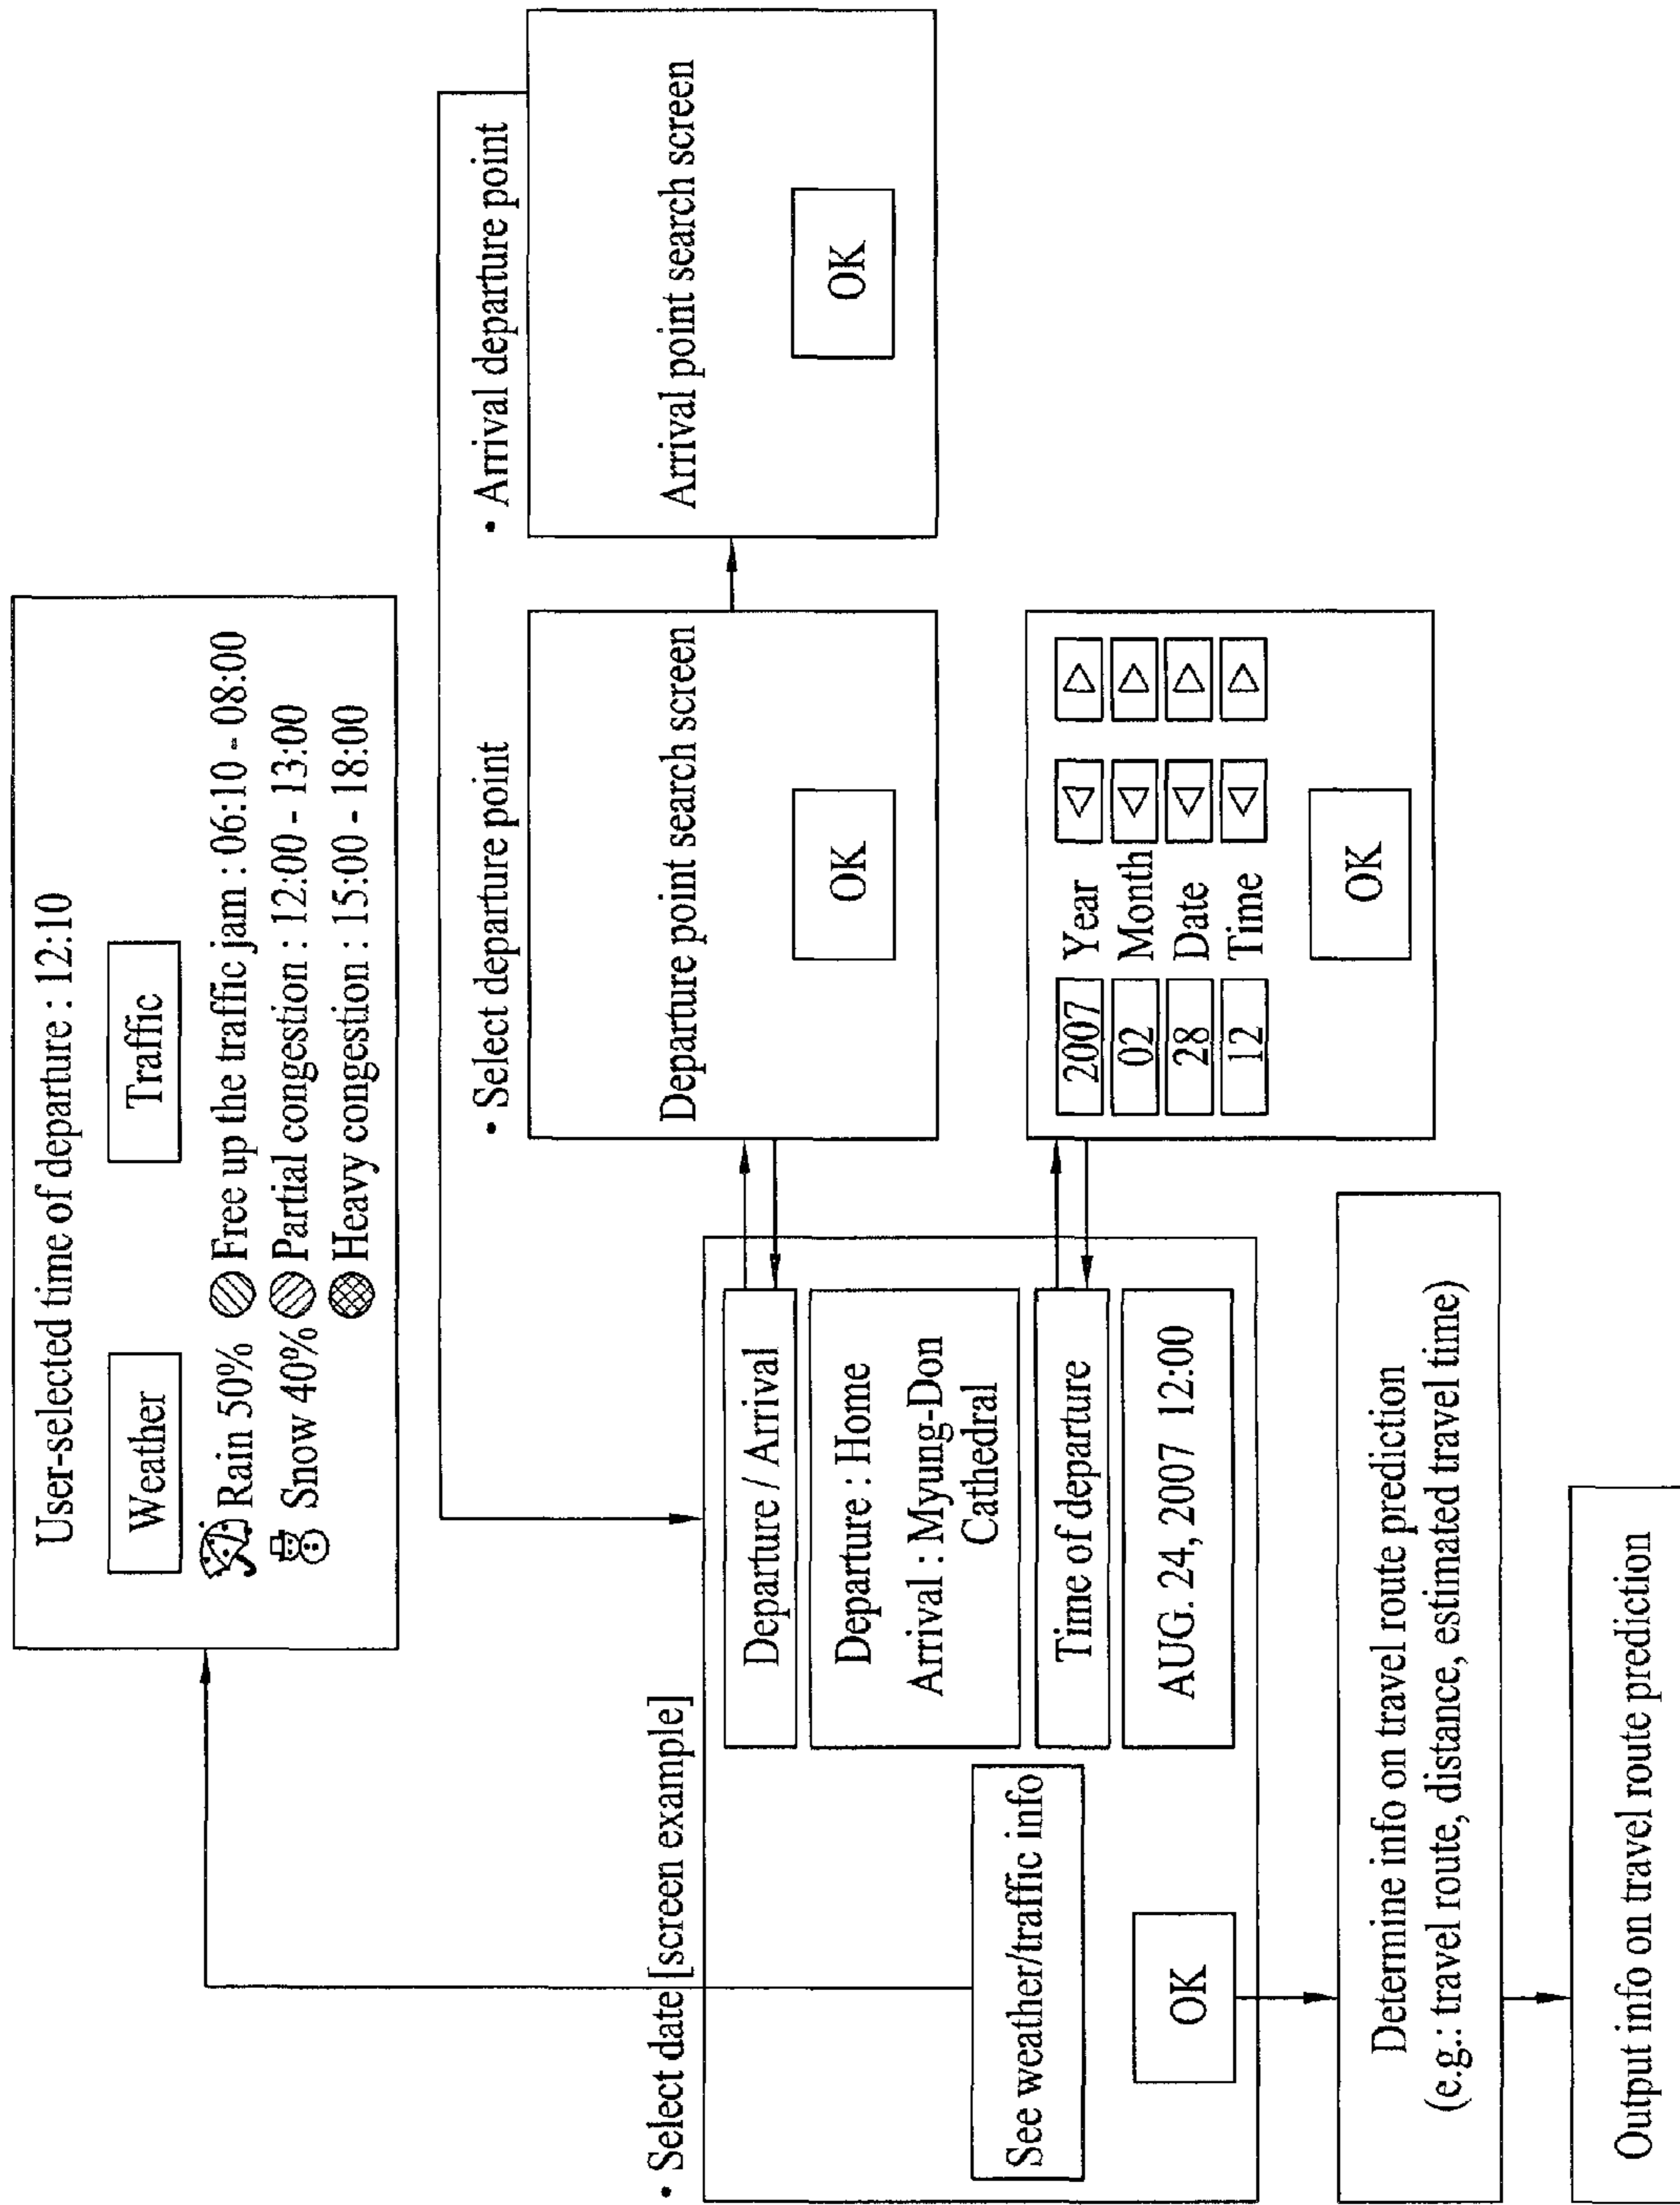 User-selected time of departure : 12:10
Weather
Traffic
Rain 50%
Snow 40%
Free up the traffic jam : 06:10 - 08:00
Partial congestion : 12:00 - 13:00
Heavy congestion : 15:00 - 18:00
• Select departure point
• Arrival departure point
Departure point search screen
OK
Arrival point search screen
OK
• Select date [screen example]
See weather/traffic info
OK
Departure / Arrival
Departure : Home
Arrival : Myung-Don
Cathedral
Time of departure
AUG. 24, 2007 12:00
2007 Year
02 Month
28 Date
12 Time
OK
Determine info on travel route prediction
(e.g.: travel route, distance, estimated travel time)
Output info on travel route prediction